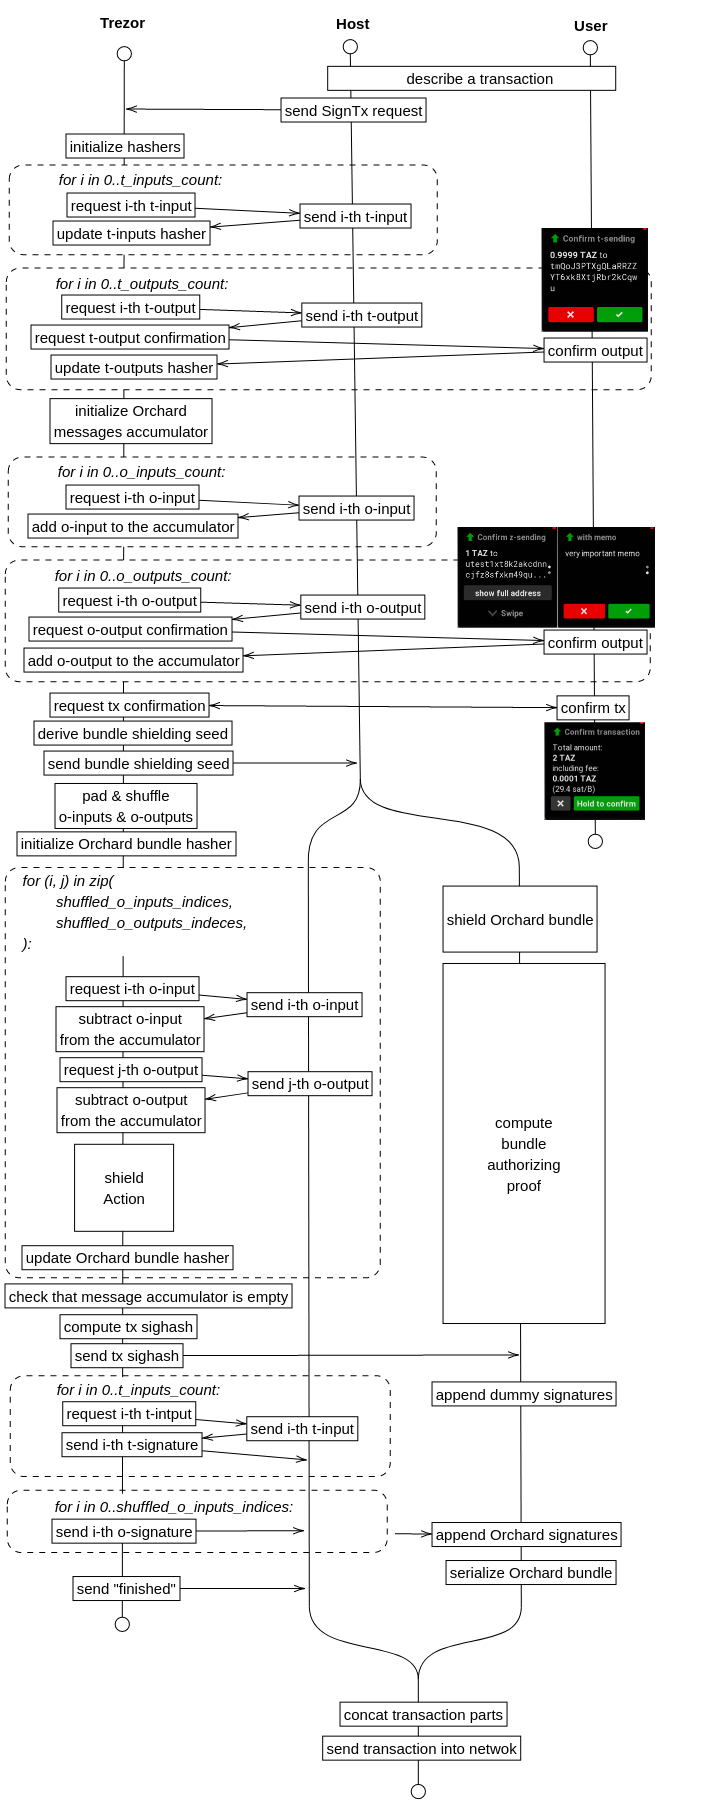 Trezor
Host
User
describe a transaction
send SignTx request
initialize hashers
for i in 0..t_inputs_count:
request i-th t-input
send i-th t-input
update t-inputs hasher
Confirm t-sending
0.9999 TAZ to
tmQoJ3PTXgQLaRRZZ
YT6xk8XtjRbr2kCqw
u
for i in 0..t_outputs_count:
request i-th t-output
send i-th t-output
request t-output confirmation
confirm output
update t-outputs hasher
initialize Orchard
messages accumulator
for i in 0..o_inputs_count:
request i-th o-input
send i-th o-input
add o-input to the accumulator
Confirm z-sending
1 TAZ to
utest1xt8k2akcdnn
cjfz8sfxkm49qu...
show full address
Swipe
with memo
very important memo
for i in 0..o_outputs_count:
request i-th o-output
send i-th o-output
request o-output confirmation
confirm output
add o-output to the accumulator
request tx confirmation
confirm tx
Confirm transaction
Total amount:
2 TAZ
including fee:
0.0001 TAZ
(29.4 sat/B)
Hold to confirm
derive bundle shielding seed
send bundle shielding seed
pad & shuffle
o-inputs & o-outputs
initialize Orchard bundle hasher
for (i, j) in zip(
shuffled_o_inputs_indices,
shuffled_o_outputs_indeces,
):
shield Orchard bundle
request i-th o-input
send i-th o-input
subtract o-input
from the accumulator
request j-th o-output
send j-th o-output
subtract o-output
from the accumulator
compute
bundle
authorizing
proof
shield
Action
update Orchard bundle hasher
check that message accumulator is empty
compute tx sighash
send tx sighash
for i in 0..t_inputs_count:
append dummy signatures
request i-th t-intput
send i-th t-input
send i-th t-signature
for i in 0..shuffled_o_inputs_indices:
send i-th o-signature
append Orchard signatures
serialize Orchard bundle
send "finished"
concat transaction parts
send transaction into netwok